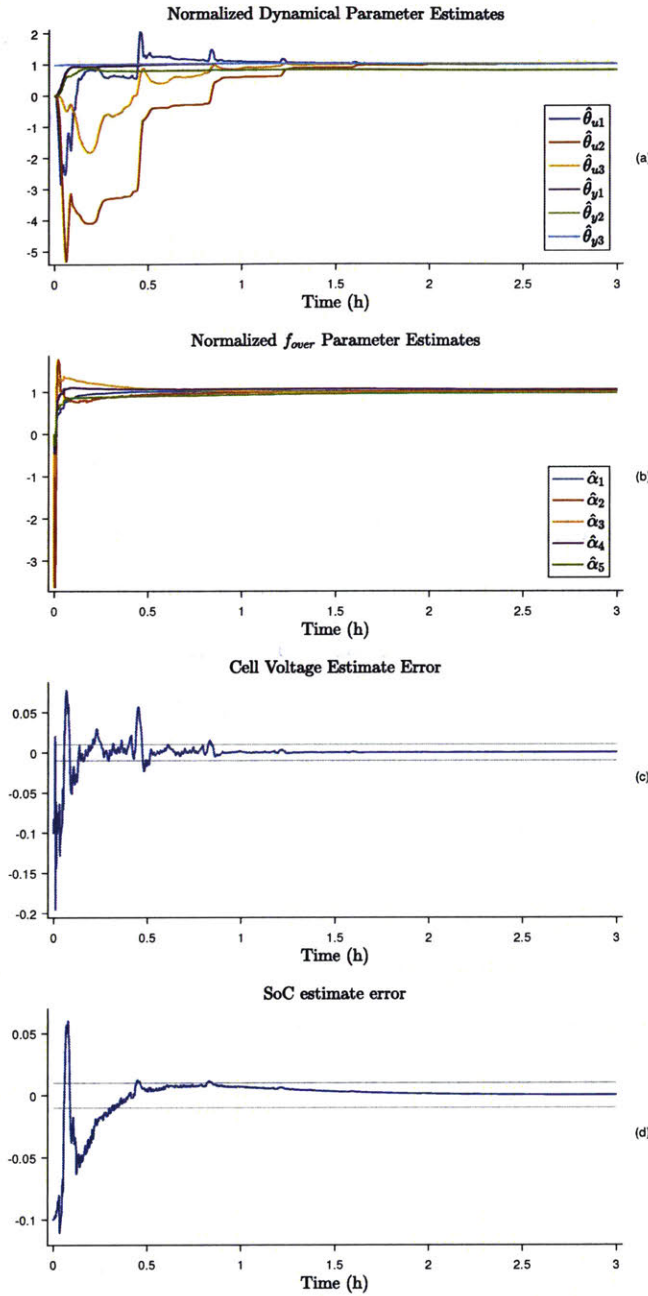 Normalized Dynamical Parameter Estimates
2
1
0
-1
-2
-3
-4
-5
θ̂u1
θ̂u2
θ̂u3
θ̂y1
θ̂y2
θ̂y3
(a)
0 0.5 1 1.5 2 2.5 3
Time (h)
Normalized fover Parameter Estimates
1
0
-1
-2
-3
α̂1
α̂2
α̂3
α̂4
α̂5
(b)
0 0.5 1 1.5 2 2.5 3
Time (h)
Cell Voltage Estimate Error
0.05
0
-0.05
-0.1
-0.15
-0.2
(c)
0 0.5 1 1.5 2 2.5 3
Time (h)
SoC estimate error
0.05
0
-0.05
-0.1
(d)
0 0.5 1 1.5 2 2.5 3
Time (h)